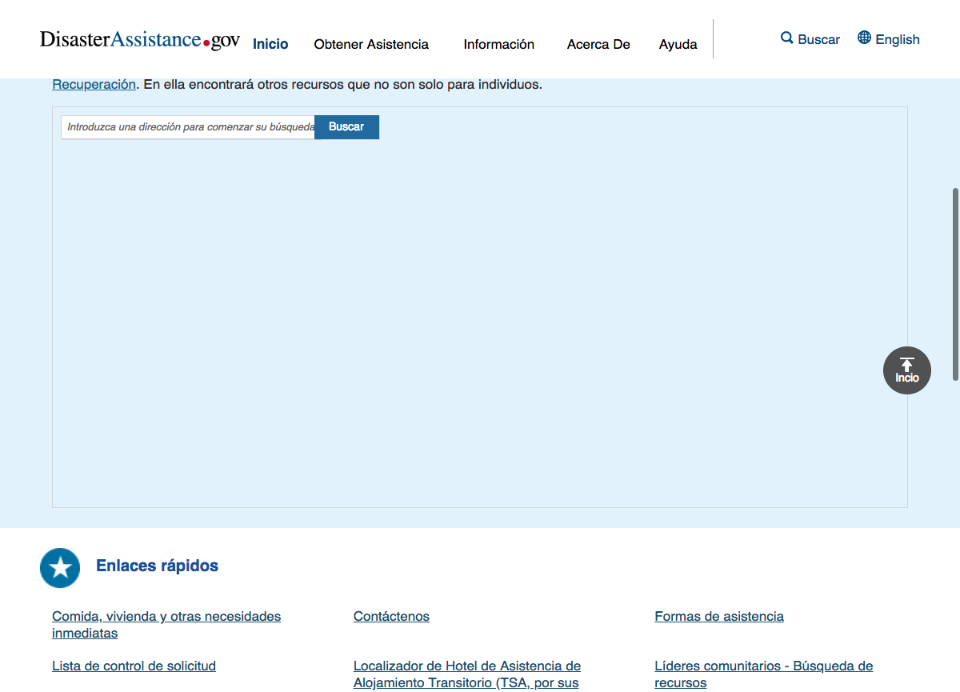 DisasterAssistance.gov Inicio Obtener Asistencia Información Acerca De Ayuda Buscar English
Recuperación. En ella encontrará otros recursos que no son solo para individuos.
Introduzca una dirección para comenzar su búsqueda Buscar
Incio
Enlaces rápidos
Comida, vivienda y otras necesidades
inmediatas
Contáctenos
Formas de asistencia
Lista de control de solicitud
Localizador de Hotel de Asistencia de
Alojamiento Transitorio (TSA, por sus
Líderes comunitarios - Búsqueda de
recursos